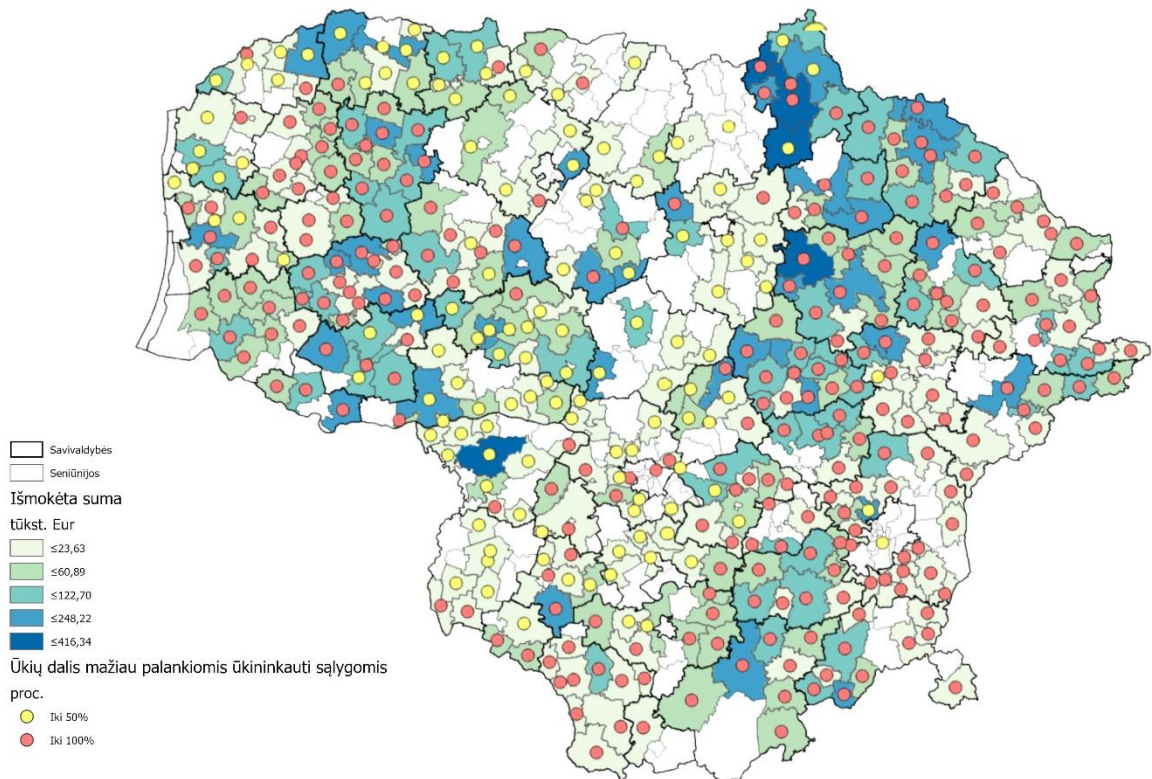 Savivaldybės
Seniūnijos
Išmokėta suma
tūkst. Eur
≤23,63
≤60,89
≤122,70
≤248,22
≤416,34
Ūkių dalis mažiau palankiomis ūkininkauti sąlygomis
proc.
Iki 50%
Iki 100%